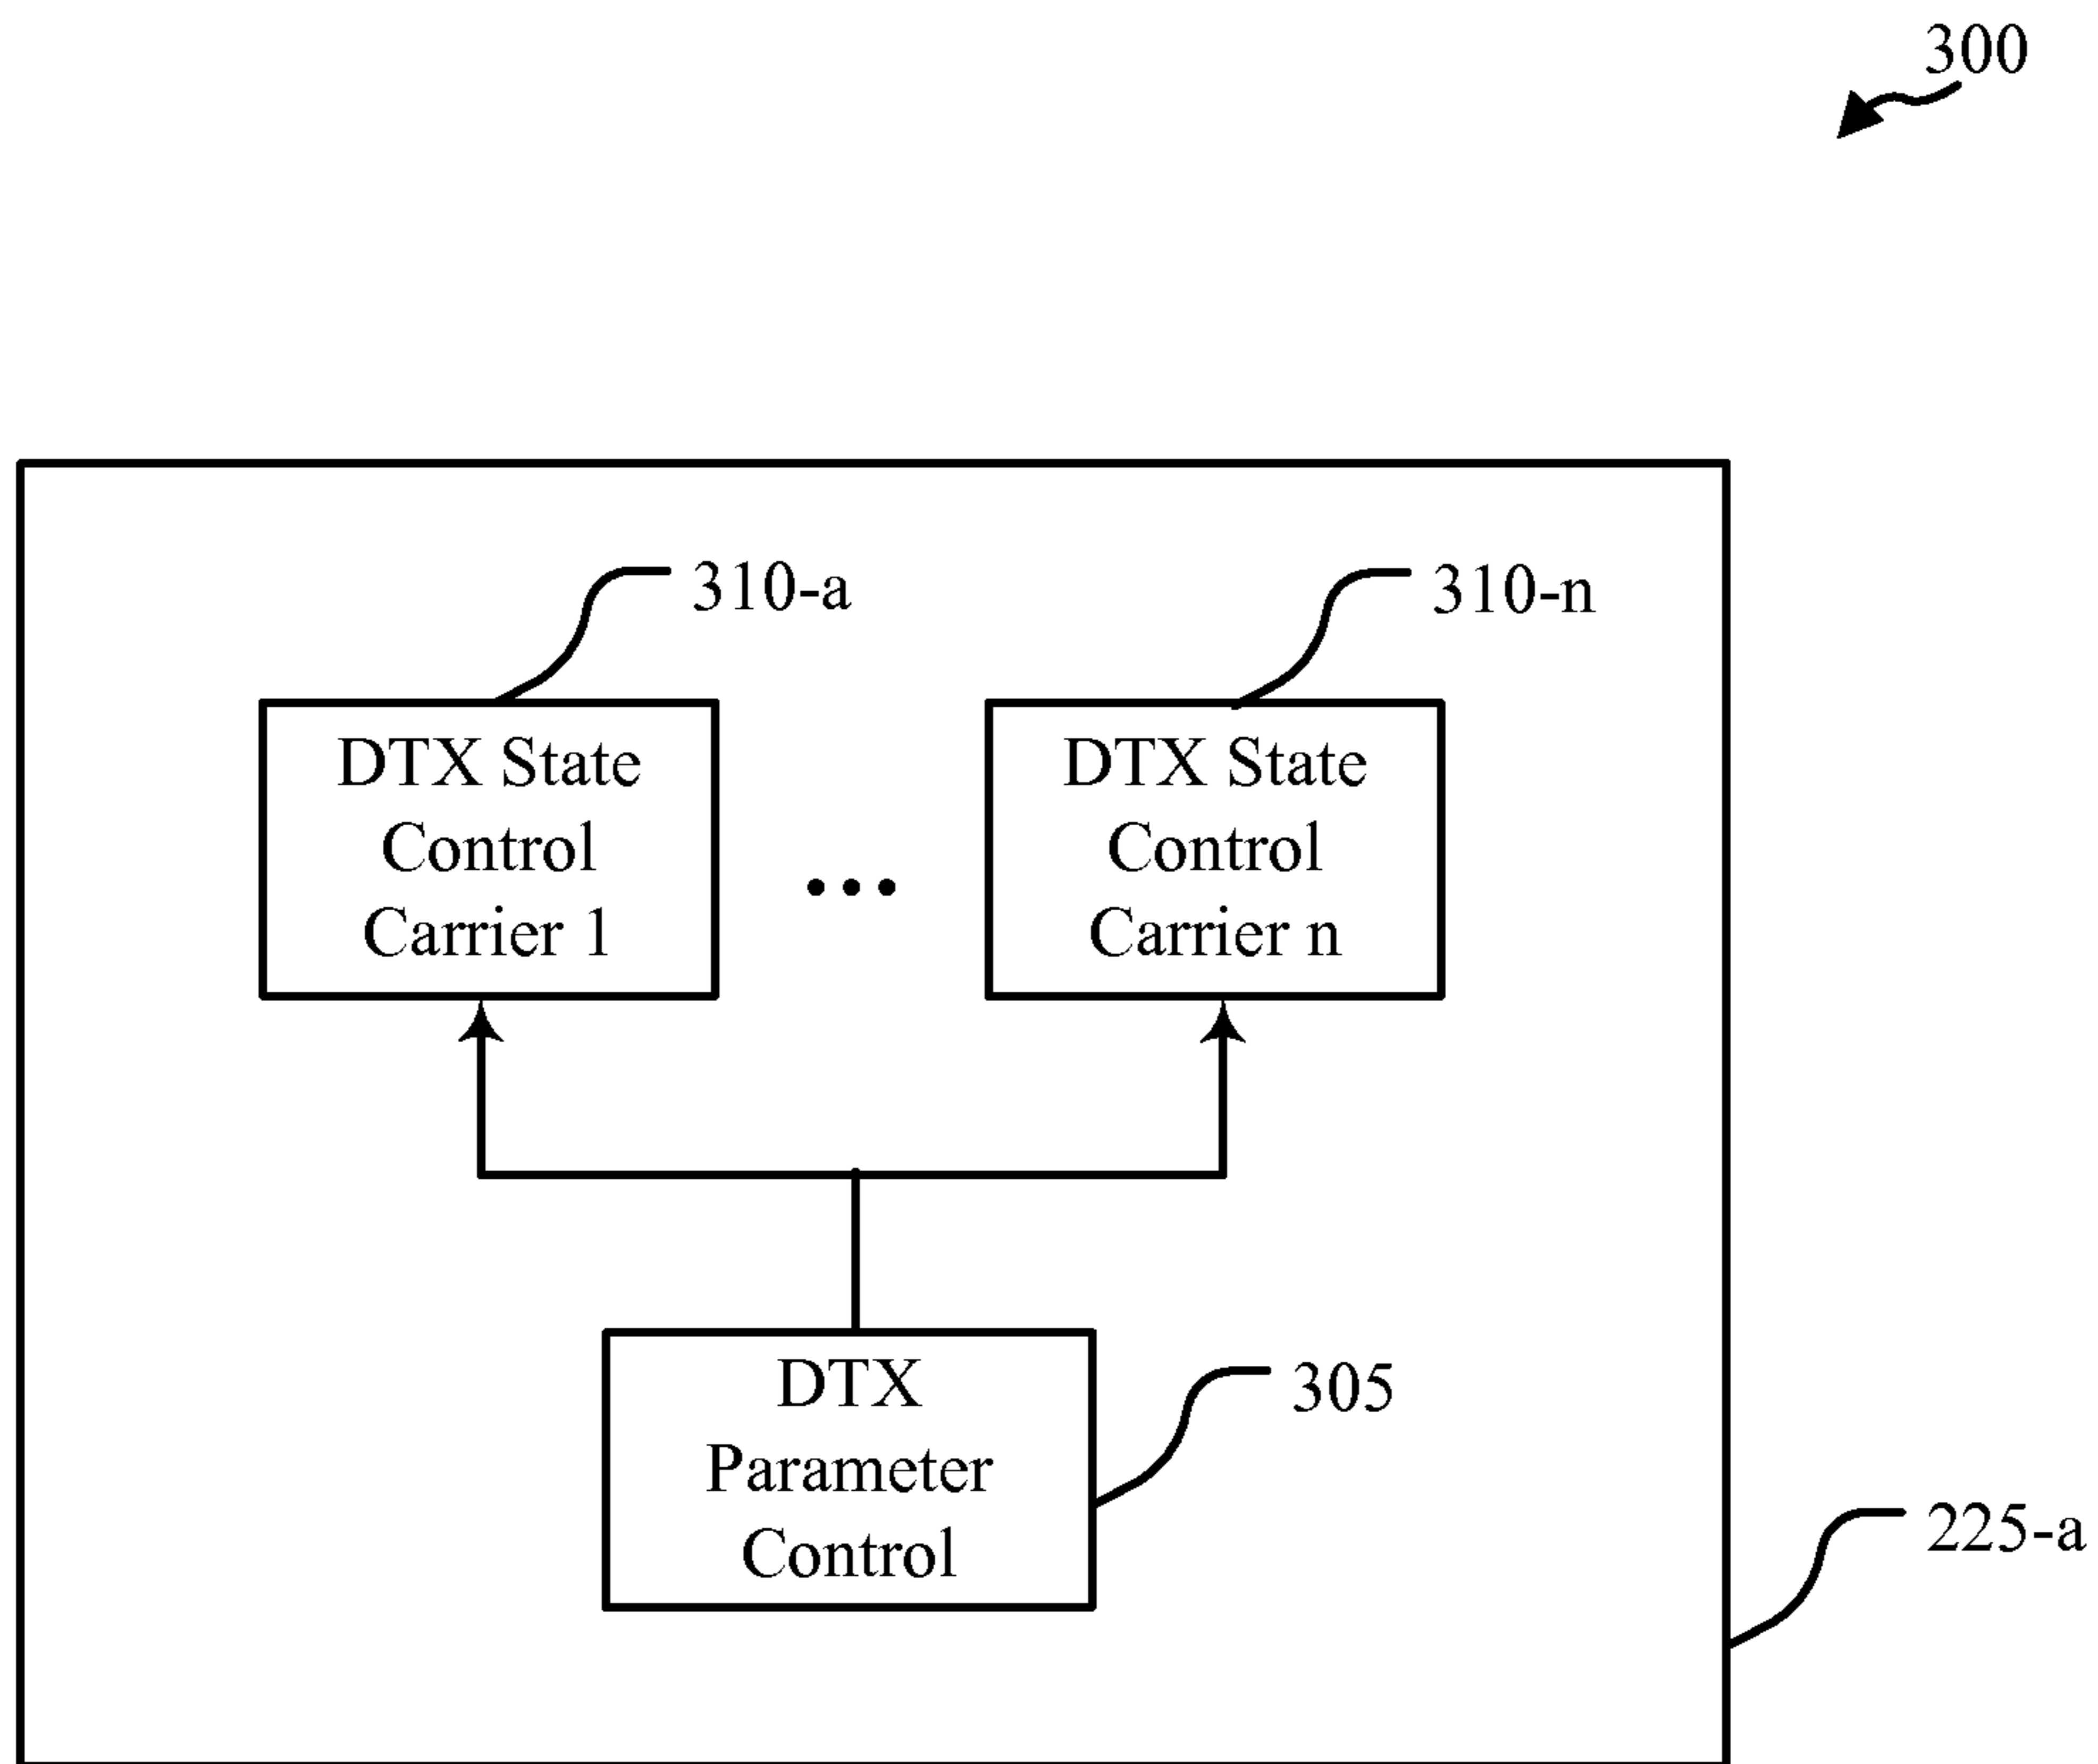 300
310-a
310-n
DTX State
Control
Carrier 1
DTX State
Control
Carrier n
DTX
Parameter
Control
305
225-a